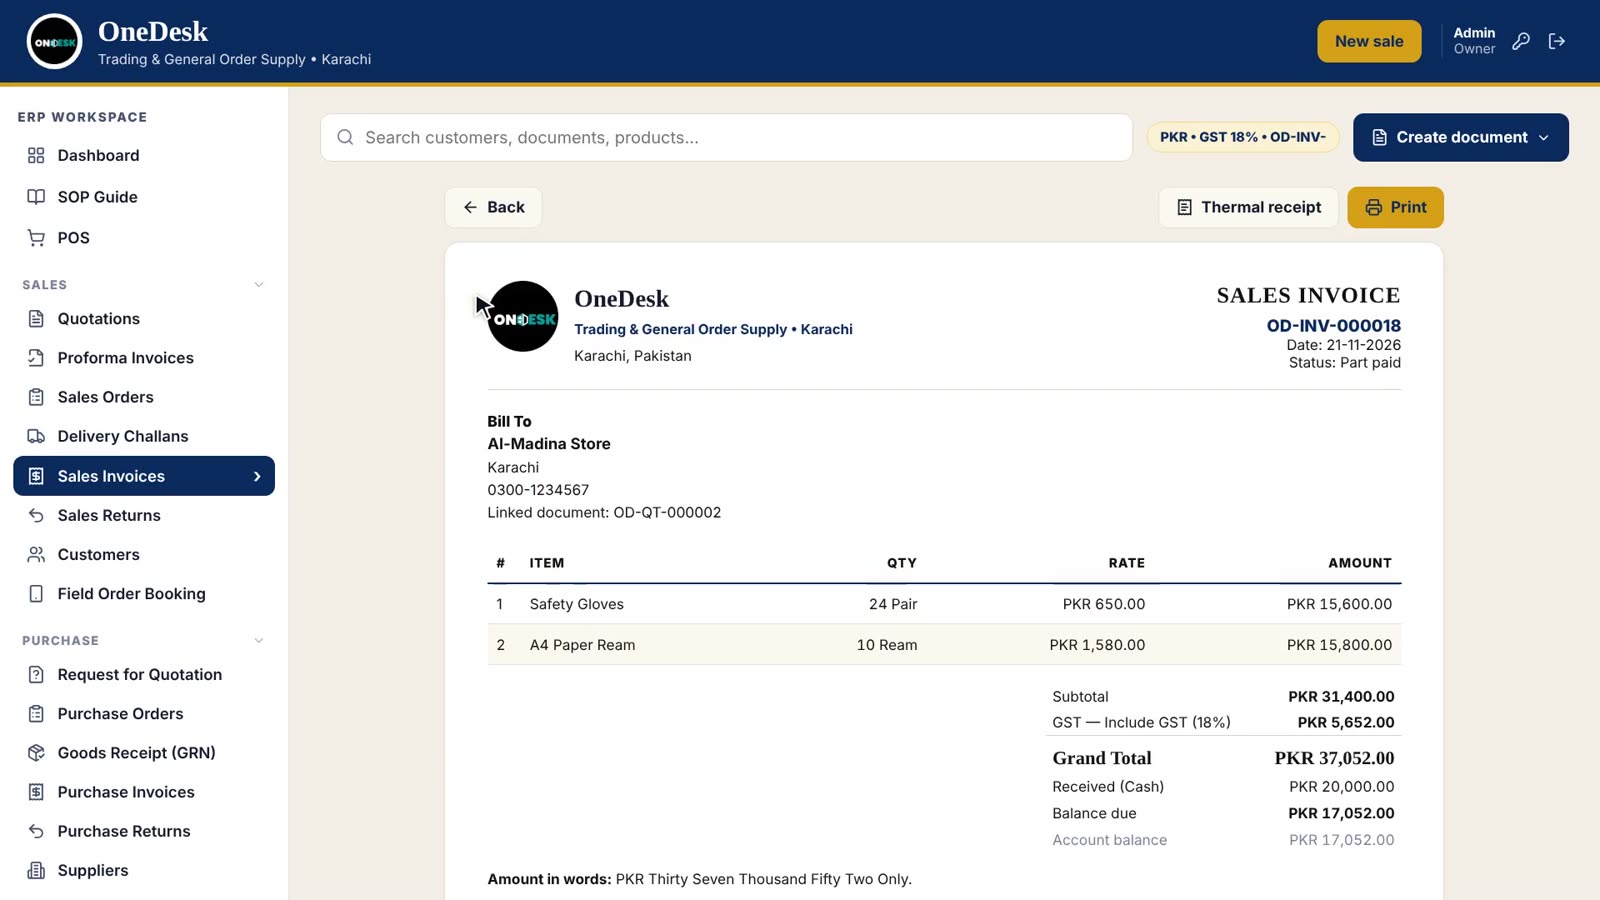 ONDESK
OneDesk
Trading & General Order Supply • Karachi
New sale
Admin
Owner
ERP WORKSPACE
Dashboard
SOP Guide
POS
SALES
Quotations
Proforma Invoices
Sales Orders
Delivery Challans
Sales Invoices
Sales Returns
Customers
Field Order Booking
PURCHASE
Request for Quotation
Purchase Orders
Goods Receipt (GRN)
Purchase Invoices
Purchase Returns
Suppliers
Search customers, documents, products...
PKR • GST 18% • OD-INV-
Create document
Back
Thermal receipt
Print
ONDESK
OneDesk
Trading & General Order Supply • Karachi
Karachi, Pakistan
SALES INVOICE
OD-INV-000018
Date: 21-11-2026
Status: Part paid
Bill To
Al-Madina Store
Karachi
0300-1234567
Linked document: OD-QT-000002
# ITEM QTY RATE AMOUNT
1 Safety Gloves 24 Pair PKR 650.00 PKR 15,600.00
2 A4 Paper Ream 10 Ream PKR 1,580.00 PKR 15,800.00
Subtotal PKR 31,400.00
GST — Include GST (18%) PKR 5,652.00
Grand Total PKR 37,052.00
Received (Cash) PKR 20,000.00
Balance due PKR 17,052.00
Account balance PKR 17,052.00
Amount in words: PKR Thirty Seven Thousand Fifty Two Only.